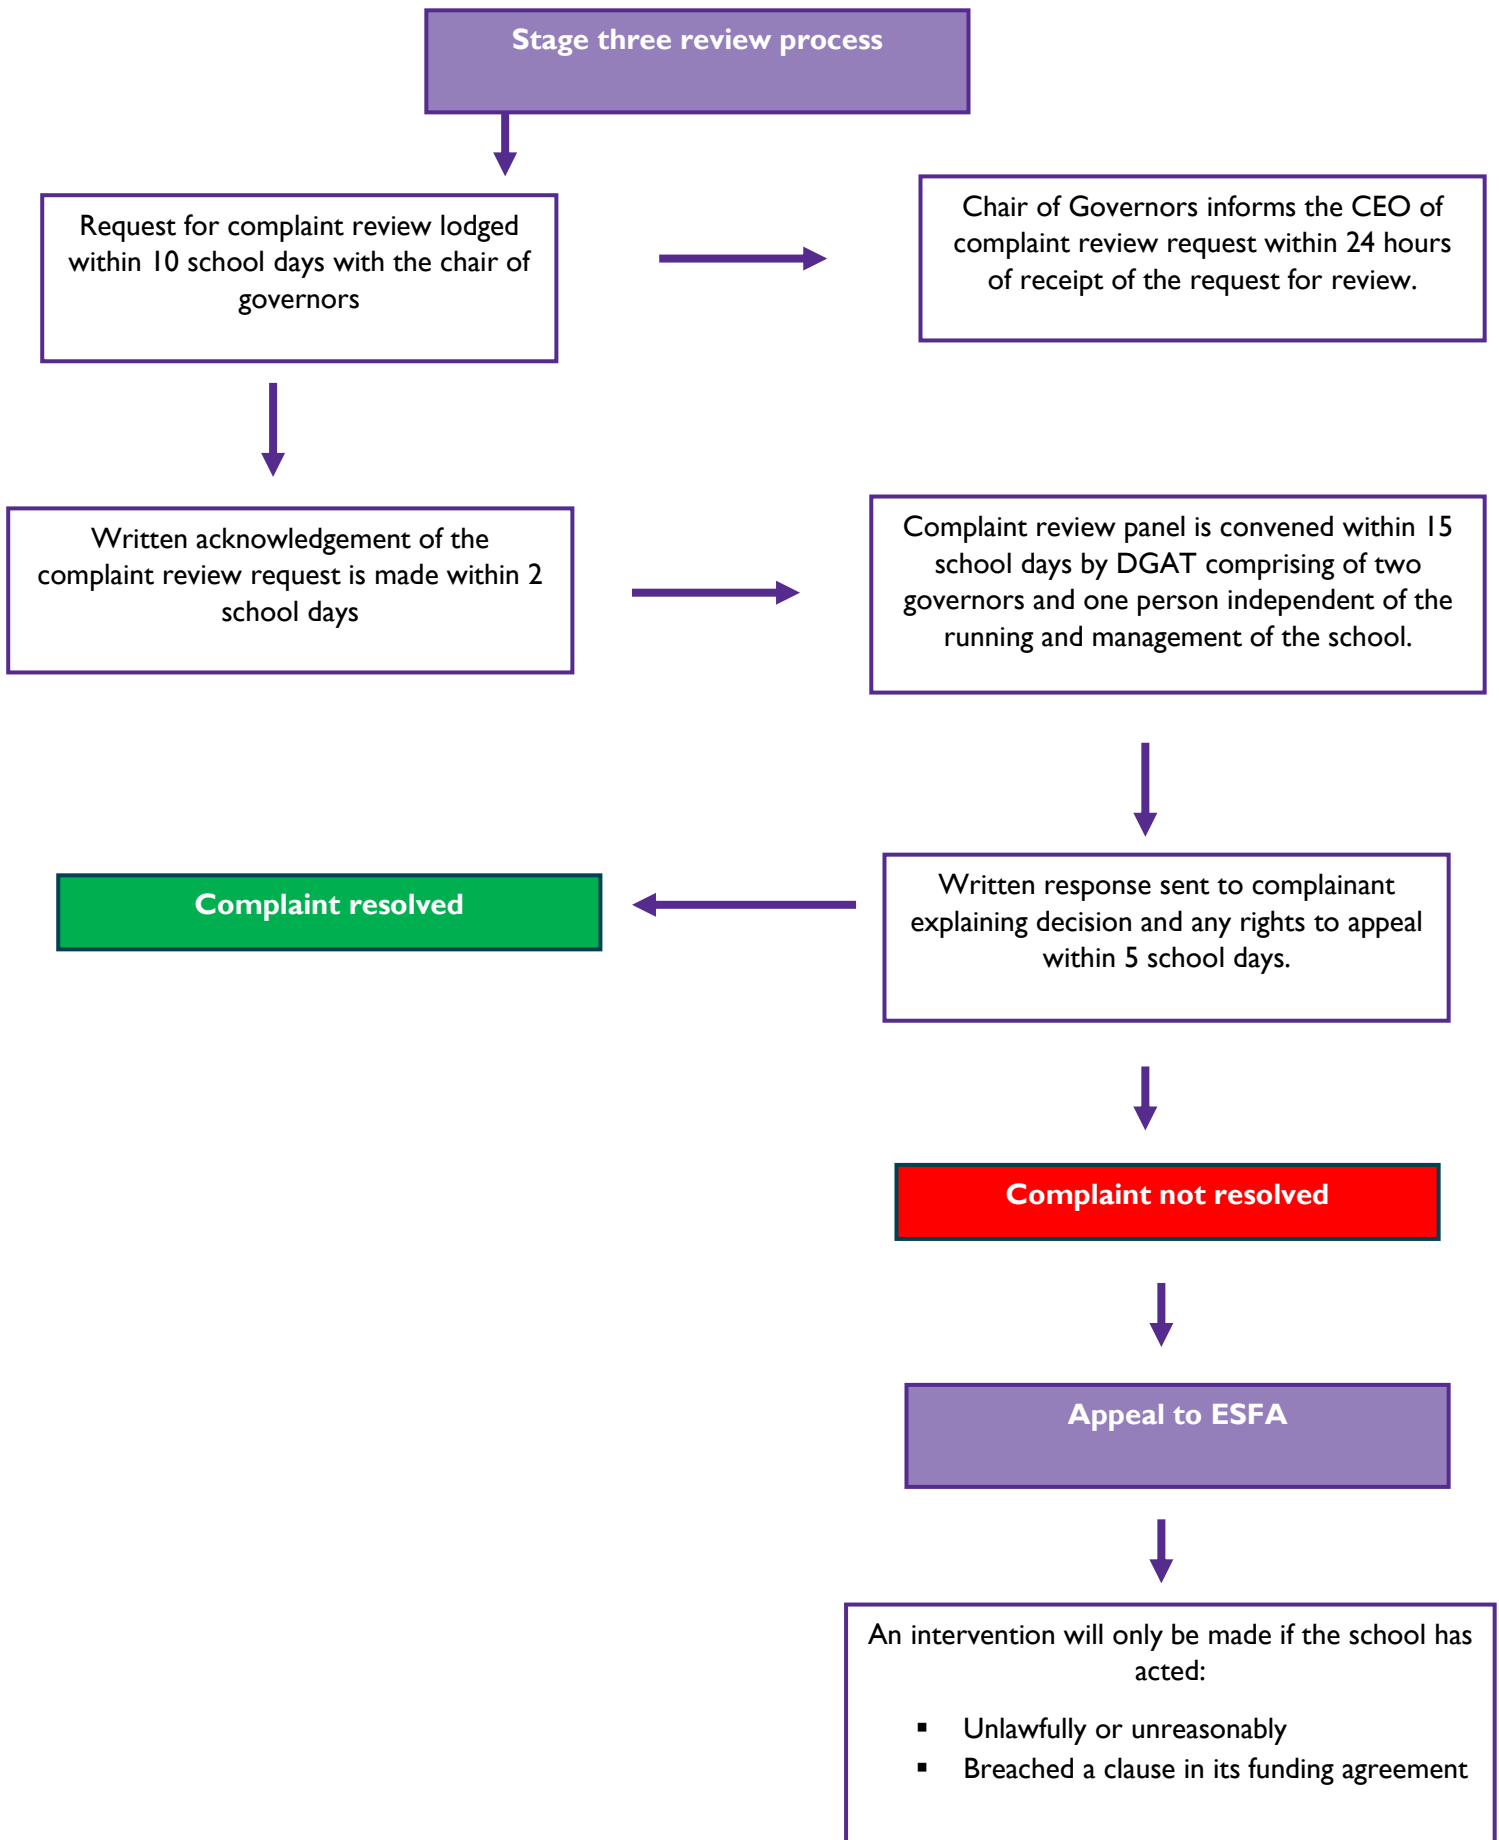 Stage three review process
Request for complaint review lodged
within 10 school days with the chair of
governors
Chair of Governors informs the CEO of
complaint review request within 24 hours
of receipt of the request for review.
Written acknowledgement of the
complaint review request is made within 2
school days
Complaint review panel is convened within 15
school days by DGAT comprising of two
governors and one person independent of the
running and management of the school.
Written response sent to complainant
explaining decision and any rights to appeal
within 5 school days.
Complaint resolved
Complaint not resolved
Appeal to ESFA
An intervention will only be made if the school has
acted:
▪ Unlawfully or unreasonably
▪ Breached a clause in its funding agreement